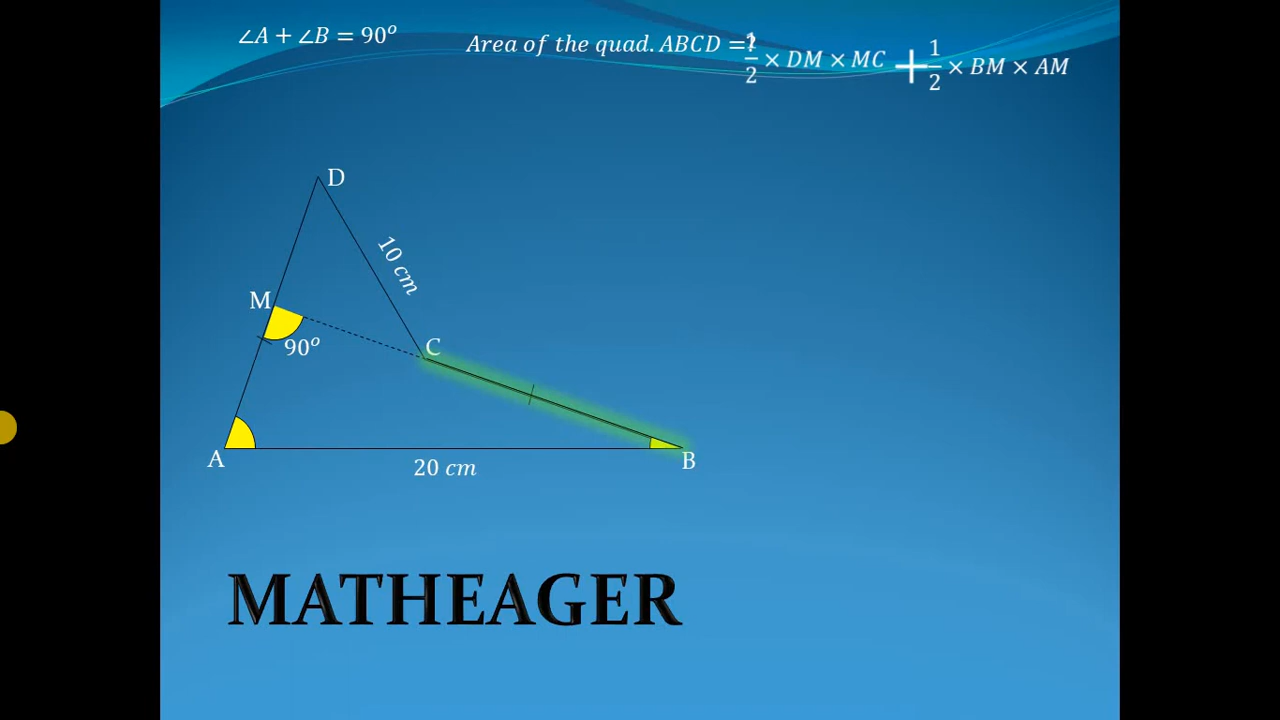 ∠A + ∠B = 90°
Area of the quad. ABCD = 1/2 × DM × MC + 1/2 × BM × AM
D
10 cm
M
90°
C
A
B
20 cm
MATHEAGER